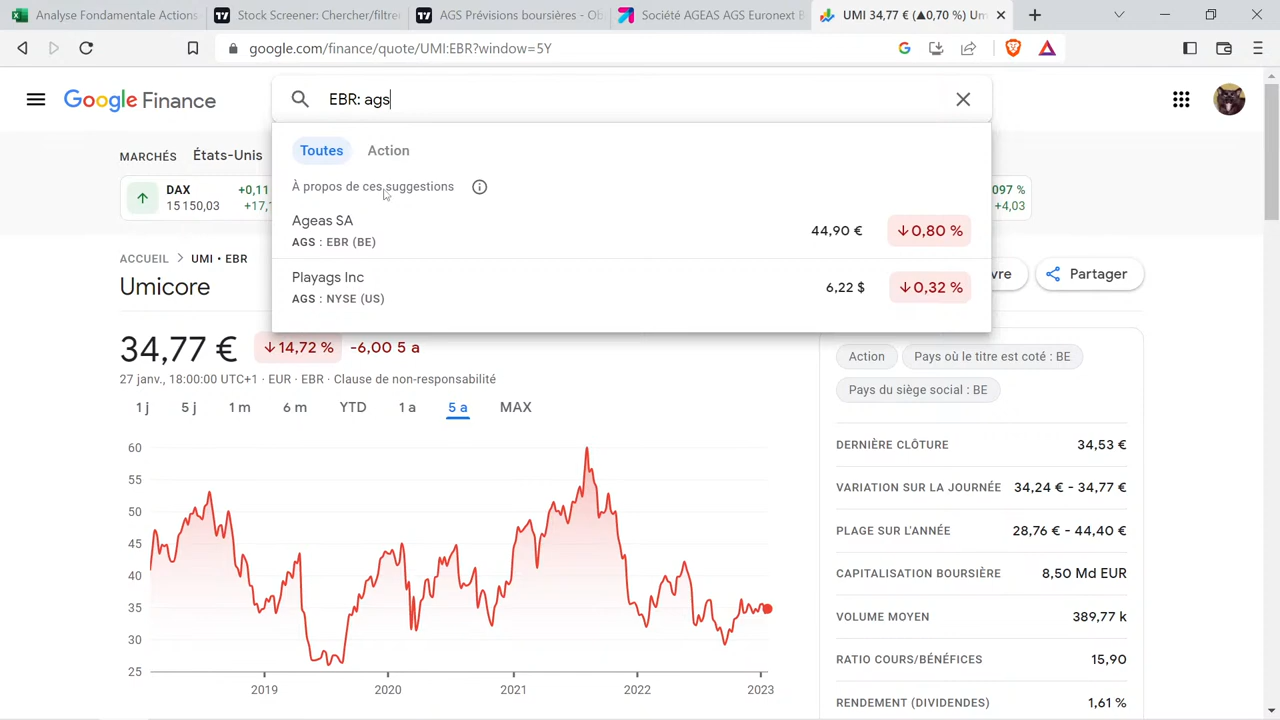 Analyse Fondamentale Actions
Stock Screener: Chercher/filtrer
AGS Prévisions boursières - Ob
Société AGEAS AGS Euronext B
UMI 34,77 € (▲0,70 %) Um
google.com/finance/quote/UMI:EBR?window=5Y
Google Finance
EBR: ags
Toutes
Action
À propos de ces suggestions
Ageas SA
44,90 €
↓0,80 %
AGS : EBR (BE)
Playags Inc
6,22 $
↓0,32 %
AGS : NYSE (US)
MARCHÉS
États-Unis
DAX
+0,11
15 150,03
+17,
097 %
+4,03
ACCUEIL > UMI • EBR
Umicore
vre
Partager
34,77 €
↓14,72 %
-6,00 5 a
27 janv., 18:00:00 UTC+1 · EUR · EBR · Clause de non-responsabilité
1 j
5 j
1 m
6 m
YTD
1 a
5 a
MAX
60
55
50
45
40
35
30
25
2019
2020
2021
2022
2023
Action
Pays où le titre est coté : BE
Pays du siège social : BE
DERNIÈRE CLÔTURE
34,53 €
VARIATION SUR LA JOURNÉE
34,24 € - 34,77 €
PLAGE SUR L'ANNÉE
28,76 € - 44,40 €
CAPITALISATION BOURSIÈRE
8,50 Md EUR
VOLUME MOYEN
389,77 k
RATIO COURS/BÉNÉFICES
15,90
RENDEMENT (DIVIDENDES)
1,61 %